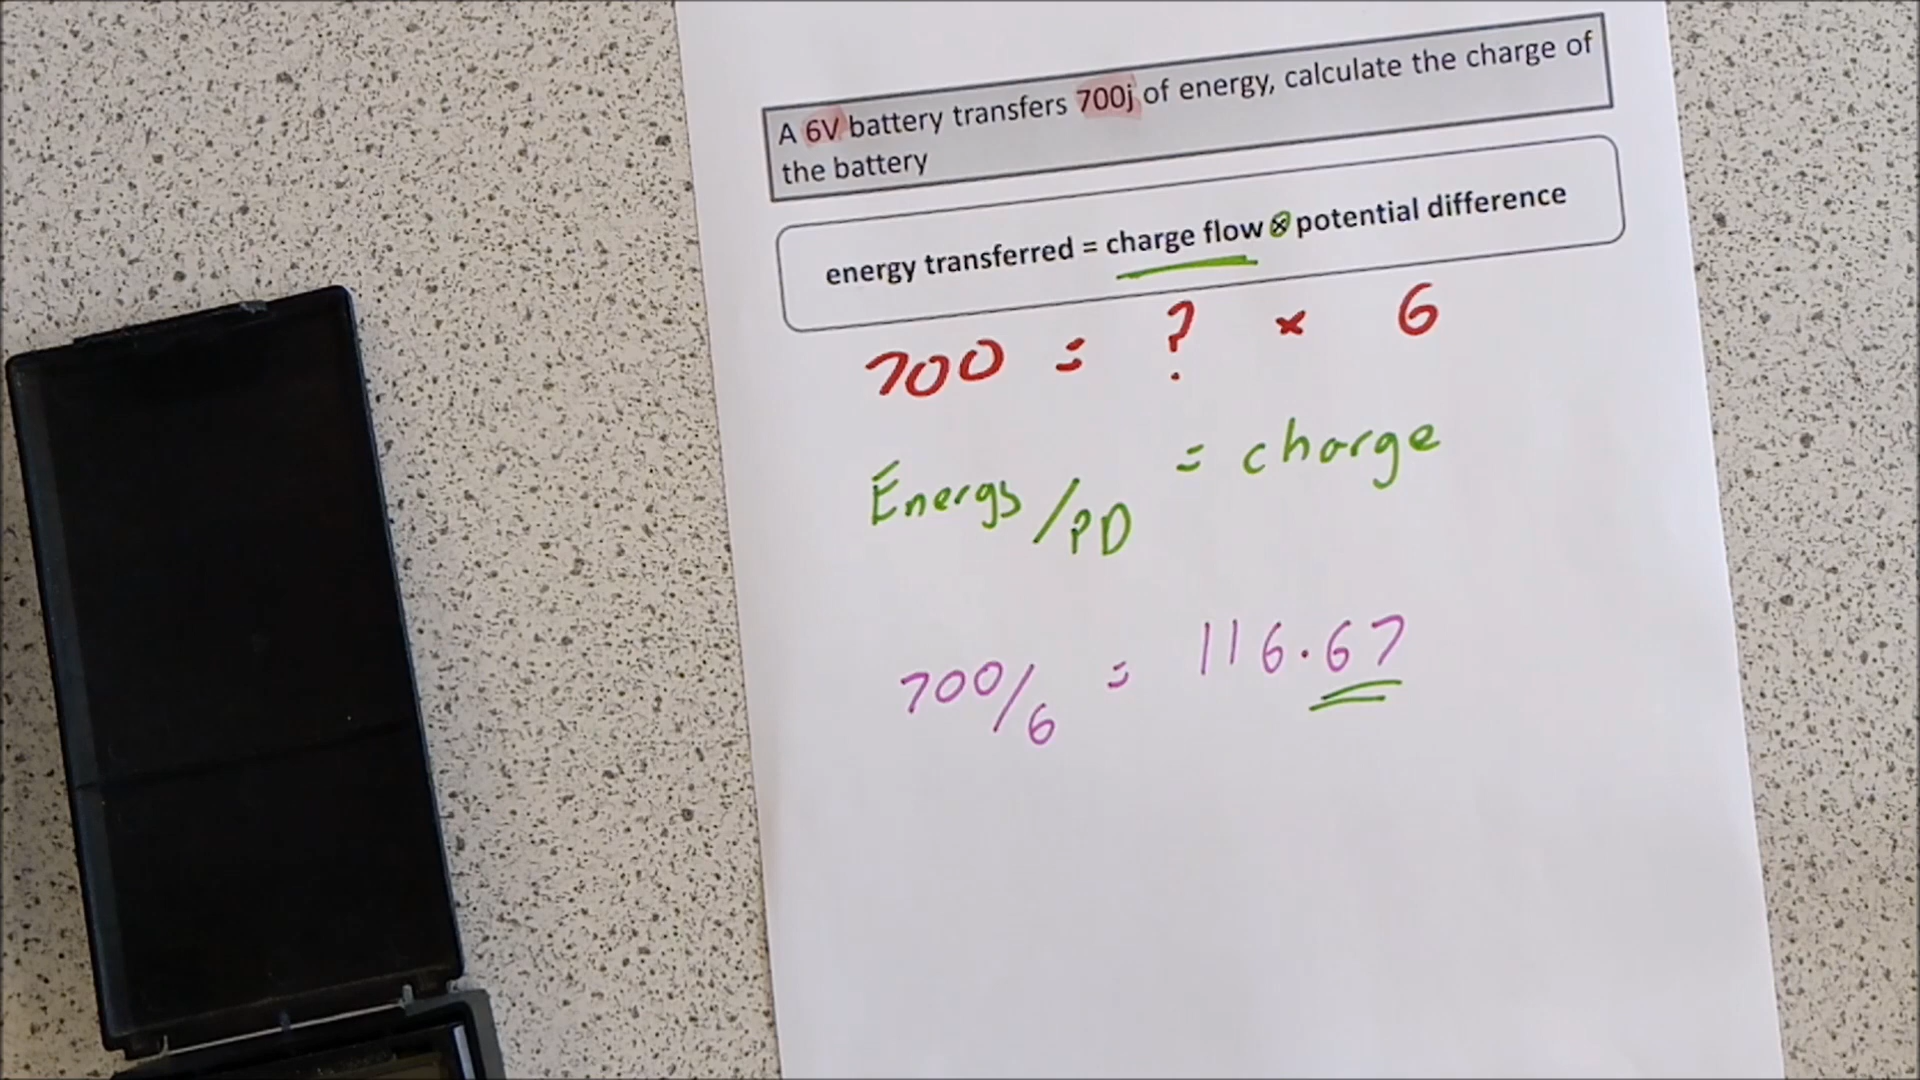 A 6V battery transfers 700j of energy, calculate the charge of
the battery
energy transferred = charge flow × potential difference
700 = ? × 6
Energy/PD = charge
700/6 = 116.67